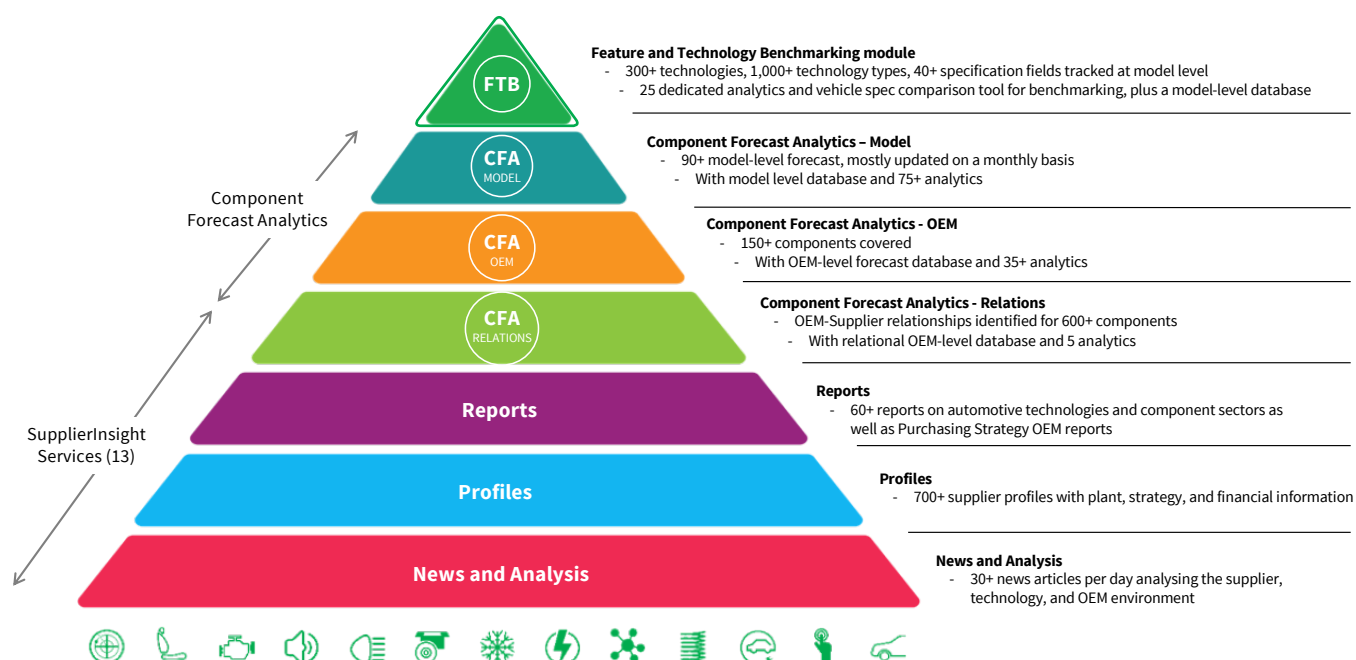 FTB
Feature and Technology Benchmarking module
- 300+ technologies, 1,000+ technology types, 40+ specification fields tracked at model level
- 25 dedicated analytics and vehicle spec comparison tool for benchmarking, plus a model-level database
CFA
MODEL
Component Forecast Analytics – Model
- 90+ model-level forecast, mostly updated on a monthly basis
- With model level database and 75+ analytics
Component
Forecast Analytics
CFA
OEM
Component Forecast Analytics - OEM
- 150+ components covered
- With OEM-level forecast database and 35+ analytics
CFA
RELATIONS
Component Forecast Analytics - Relations
- OEM-Supplier relationships identified for 600+ components
- With relational OEM-level database and 5 analytics
Reports
Reports
- 60+ reports on automotive technologies and component sectors as
well as Purchasing Strategy OEM reports
SupplierInsight
Services (13)
Profiles
Profiles
- 700+ supplier profiles with plant, strategy, and financial information
News and Analysis
News and Analysis
- 30+ news articles per day analysing the supplier,
technology, and OEM environment